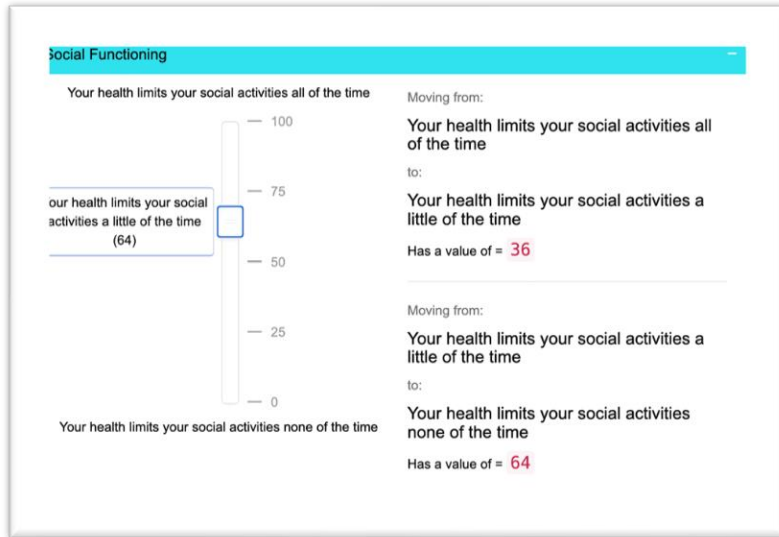 Social Functioning
Your health limits your social activities all of the time
100
75
our health limits your social
activities a little of the time
(64)
50
25
0
Your health limits your social activities none of the time
Moving from:
Your health limits your social activities all
of the time
to:
Your health limits your social activities a
little of the time
Has a value of = 36
Moving from:
Your health limits your social activities a
little of the time
to:
Your health limits your social activities
none of the time
Has a value of = 64